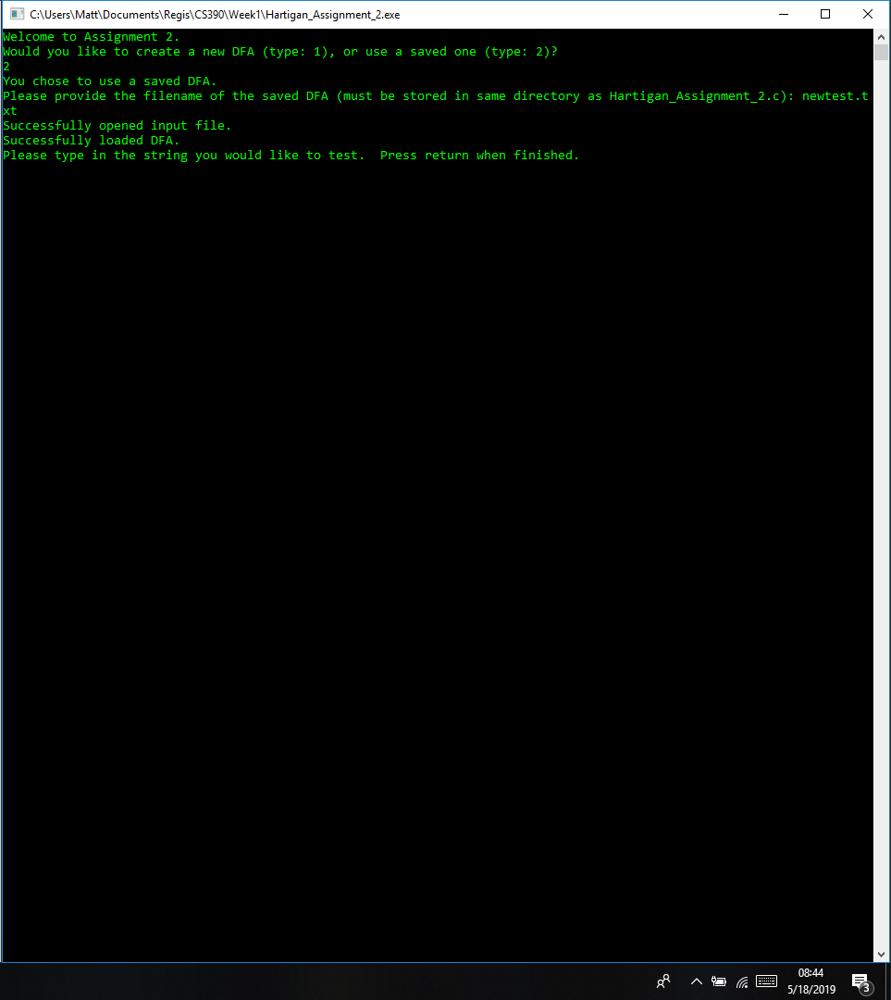 C:\Users\Matt\Documents\Regis\CS390\Week1\Hartigan_Assignment_2.exe
Welcome to Assignment 2.
Would you like to create a new DFA (type: 1), or use a saved one (type: 2)?
2
You chose to use a saved DFA.
Please provide the filename of the saved DFA (must be stored in same directory as Hartigan_Assignment_2.c): newtest.t
xt
Successfully opened input file.
Successfully loaded DFA.
Please type in the string you would like to test.  Press return when finished.
08:44
5/18/2019
3